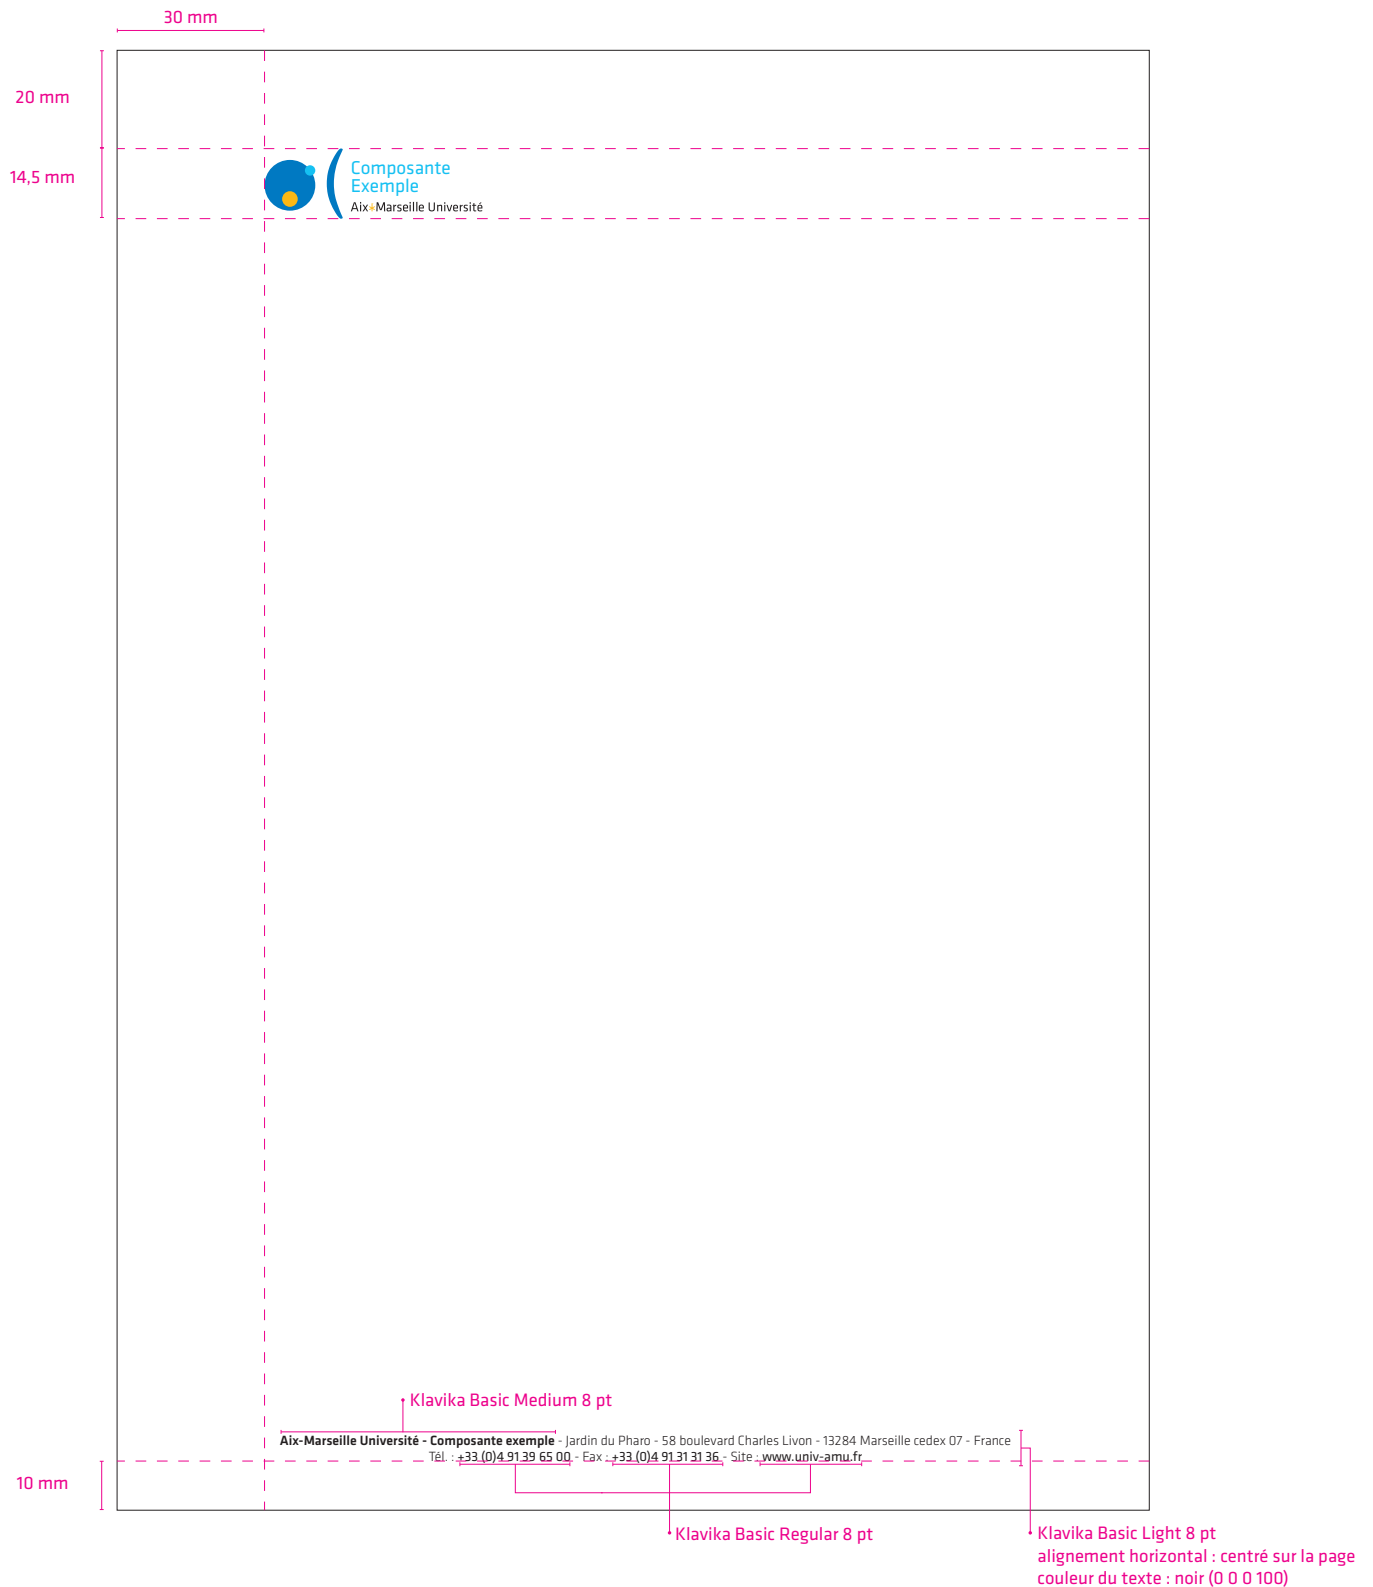 30 mm
20 mm
14,5 mm
Composante
Exemple
Aix*Marseille Université
Klavika Basic Medium 8 pt
Aix-Marseille Université - Composante exemple - Jardin du Pharo - 58 boulevard Charles Livon - 13284 Marseille cedex 07 - France
Tél. : +33 (0)4 91 39 65 00 - Fax : +33 (0)4 91 31 31 36 - Site : www.univ-amu.fr
10 mm
Klavika Basic Regular 8 pt
Klavika Basic Light 8 pt
alignement horizontal : centré sur la page
couleur du texte : noir (0 0 0 100)